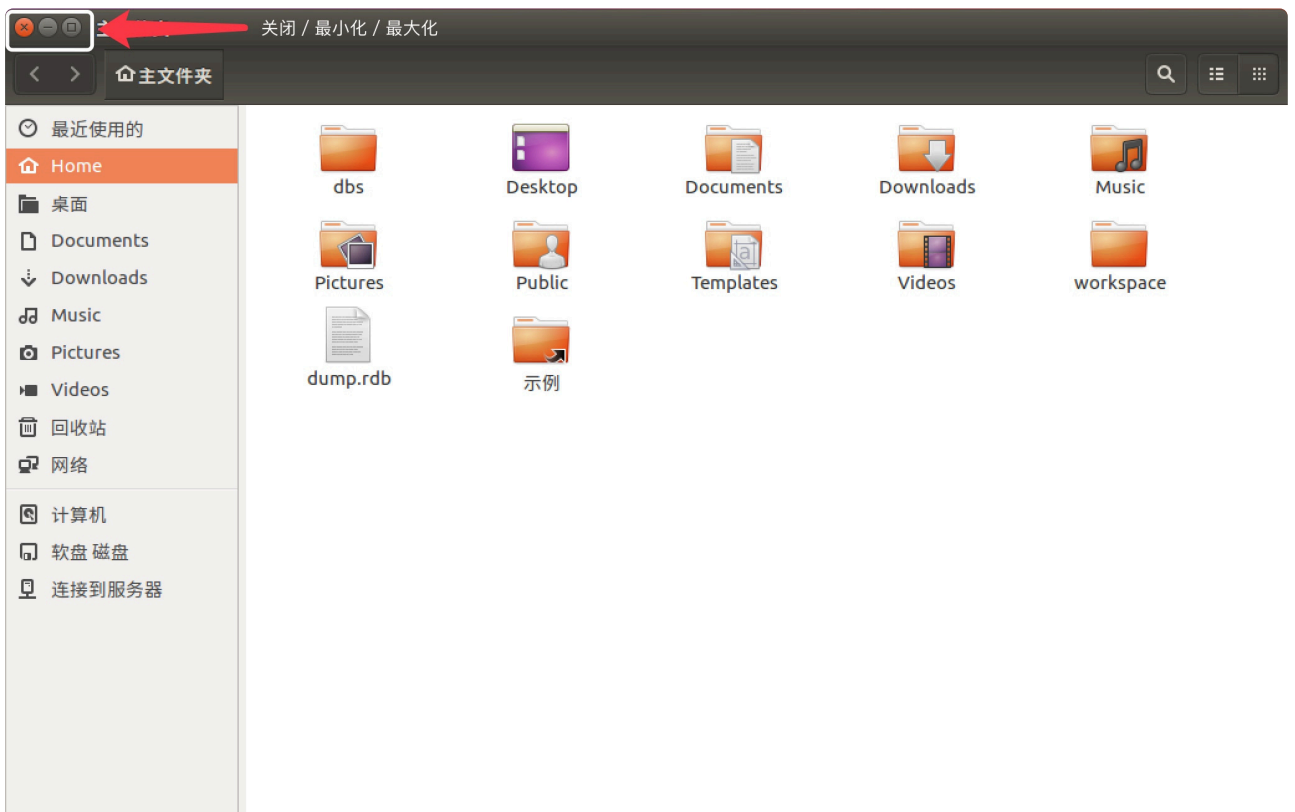 关闭 / 最小化 / 最大化
主文件夹
最近使用的
Home
桌面
Documents
Downloads
Music
Pictures
Videos
回收站
网络
计算机
软盘 磁盘
连接到服务器
dbs
Desktop
Documents
Downloads
Music
Pictures
Public
Templates
Videos
workspace
dump.rdb
示例